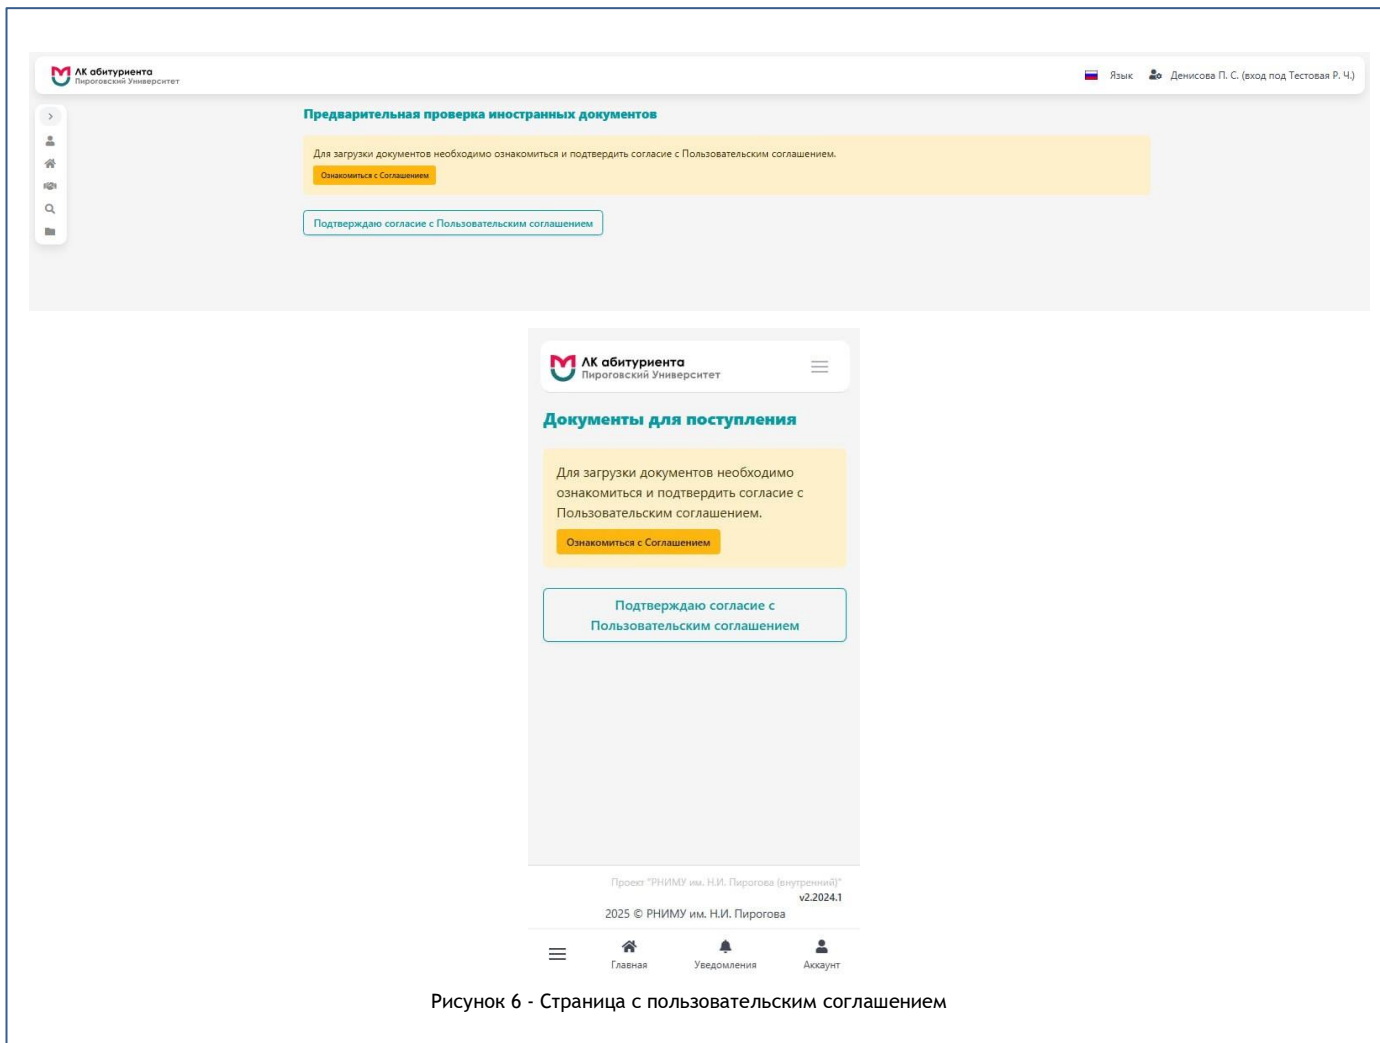 ЛК абитуриента
Пироговский Университет
Язык
Денисова П. С. (вход под Тестовая Р. Ч.)
Предварительная проверка иностранных документов
Для загрузки документов необходимо ознакомиться и подтвердить согласие с Пользовательским соглашением.
Ознакомиться с Соглашением
Подтверждаю согласие с Пользовательским соглашением
ЛК абитуриента
Пироговский Университет
Документы для поступления
Для загрузки документов необходимо
ознакомиться и подтвердить согласие с
Пользовательским соглашением.
Ознакомиться с Соглашением
Подтверждаю согласие с
Пользовательским соглашением
Проект "РНИМУ им. Н.И. Пирогова (внутренний)"
v2.2024.1
2025 © РНИМУ им. Н.И. Пирогова
Главная
Уведомления
Аккаунт
Рисунок 6 - Страница с пользовательским соглашением